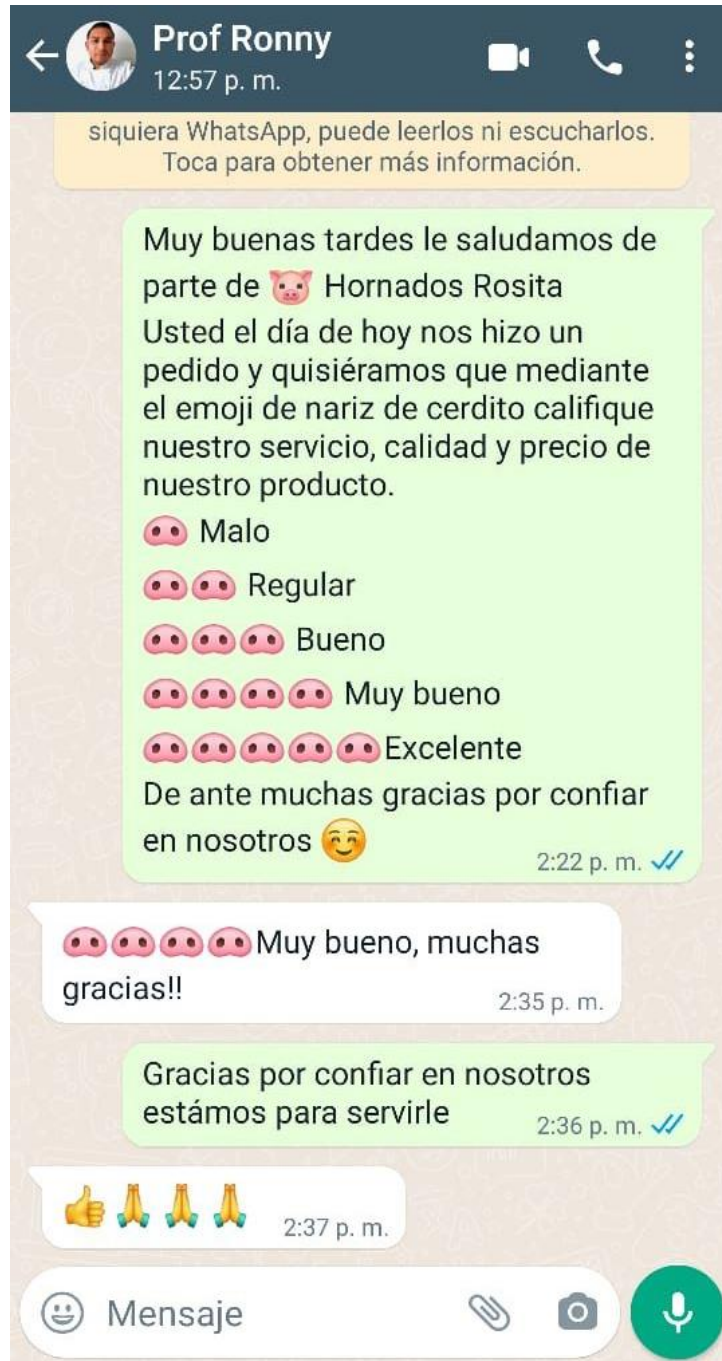 Prof Ronny
12:57 p. m.
siquiera WhatsApp, puede leerlos ni escucharlos.
Toca para obtener más información.
Muy buenas tardes le saludamos de
parte de 🐷 Hornados Rosita
Usted el día de hoy nos hizo un
pedido y quisiéramos que mediante
el emoji de nariz de cerdito califique
nuestro servicio, calidad y precio de
nuestro producto.
🐽 Malo
🐽🐽 Regular
🐽🐽🐽 Bueno
🐽🐽🐽🐽 Muy bueno
🐽🐽🐽🐽🐽Excelente
De ante muchas gracias por confiar
en nosotros ☺️
2:22 p. m.
🐽🐽🐽🐽Muy bueno, muchas
gracias!!
2:35 p. m.
Gracias por confiar en nosotros
estámos para servirle
2:36 p. m.
👍🙏🙏🙏
2:37 p. m.
Mensaje